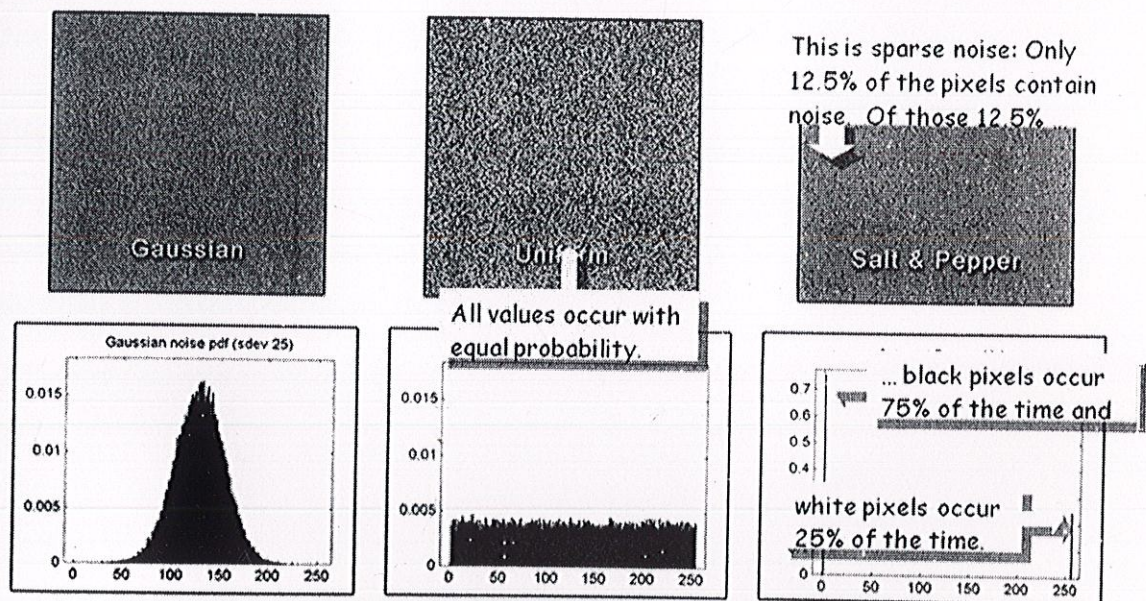 Gaussian
Uniform
This is sparse noise: Only
12.5% of the pixels contain
noise. Of those 12.5% ...
Salt & Pepper
Gaussian noise pdf (sdev 25)
0.015
0.01
0.005
0
0 50 100 150 200 250
All values occur with
equal probability.
0.015
0.01
0.005
0
0 50 100 150 200 250
... black pixels occur
75% of the time and
0.7
0.6
0.5
0.4
white pixels occur
25% of the time.
0
0 50 100 150 200 250